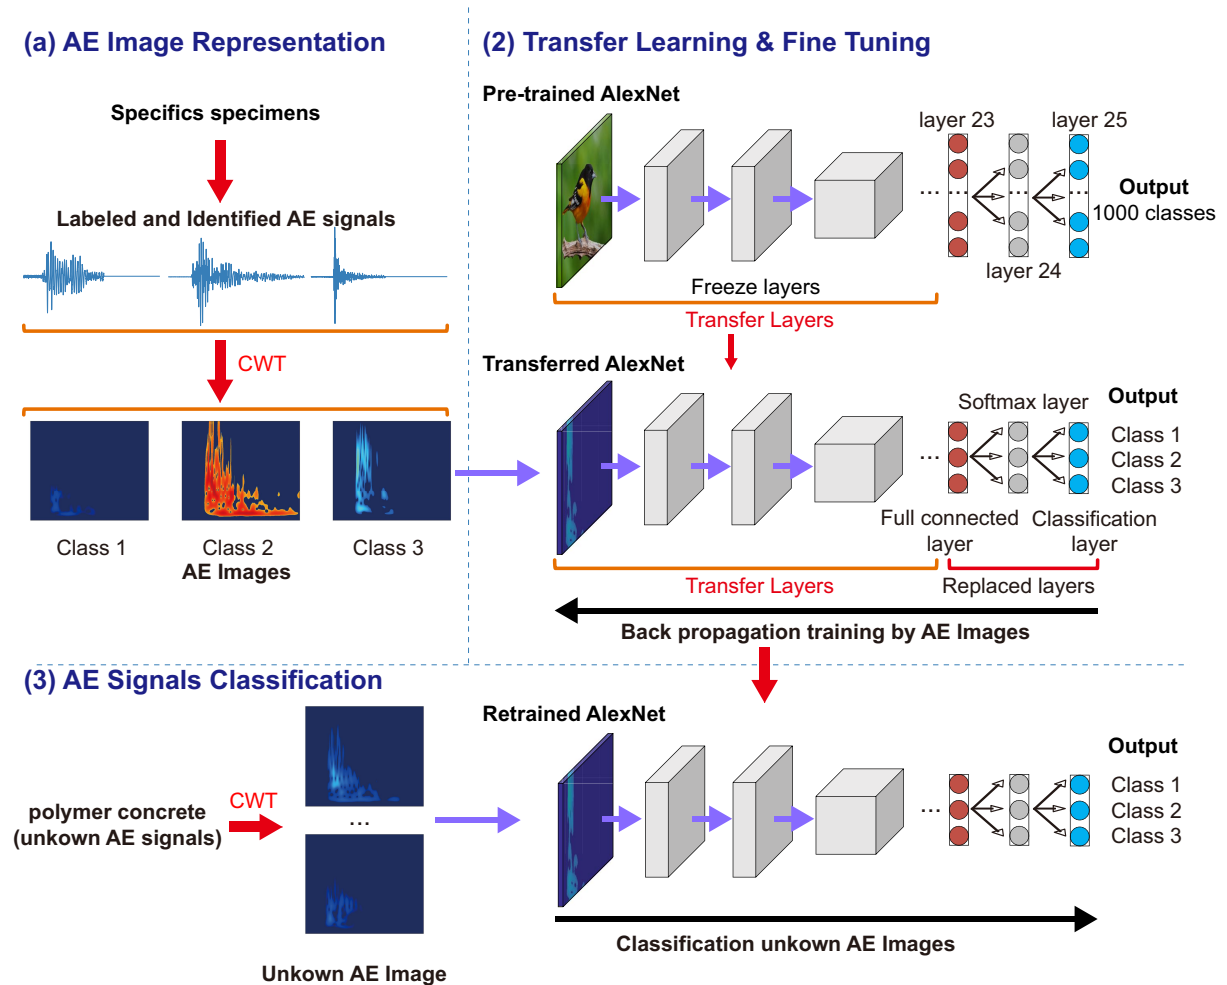 (a) AE Image Representation
Specifics specimens
Labeled and Identified AE signals
CWT
Class 1
Class 2
Class 3
AE Images
(2) Transfer Learning & Fine Tuning
Pre-trained AlexNet
layer 23
layer 25
...
...
...
...
Output
1000 classes
layer 24
Freeze layers
Transfer Layers
Transferred AlexNet
Softmax layer
Output
...
Class 1
Class 2
Class 3
Full connected
layer
Classification
layer
Transfer Layers
Replaced layers
Back propagation training by AE Images
(3) AE Signals Classification
polymer concrete
(unkown AE signals)
CWT
...
Unkown AE Image
Retrained AlexNet
Output
...
Class 1
Class 2
Class 3
Classification unkown AE Images